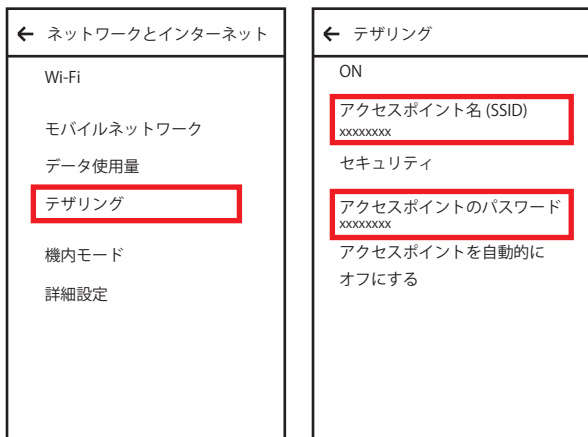 ← ネットワークとインターネット
Wi-Fi
モバイルネットワーク
データ使用量
テザリング
機内モード
詳細設定
← テザリング
ON
アクセスポイント名 (SSID)
xxxxxxxx
セキュリティ
アクセスポイントのパスワード
xxxxxxxx
アクセスポイントを自動的に
オフにする